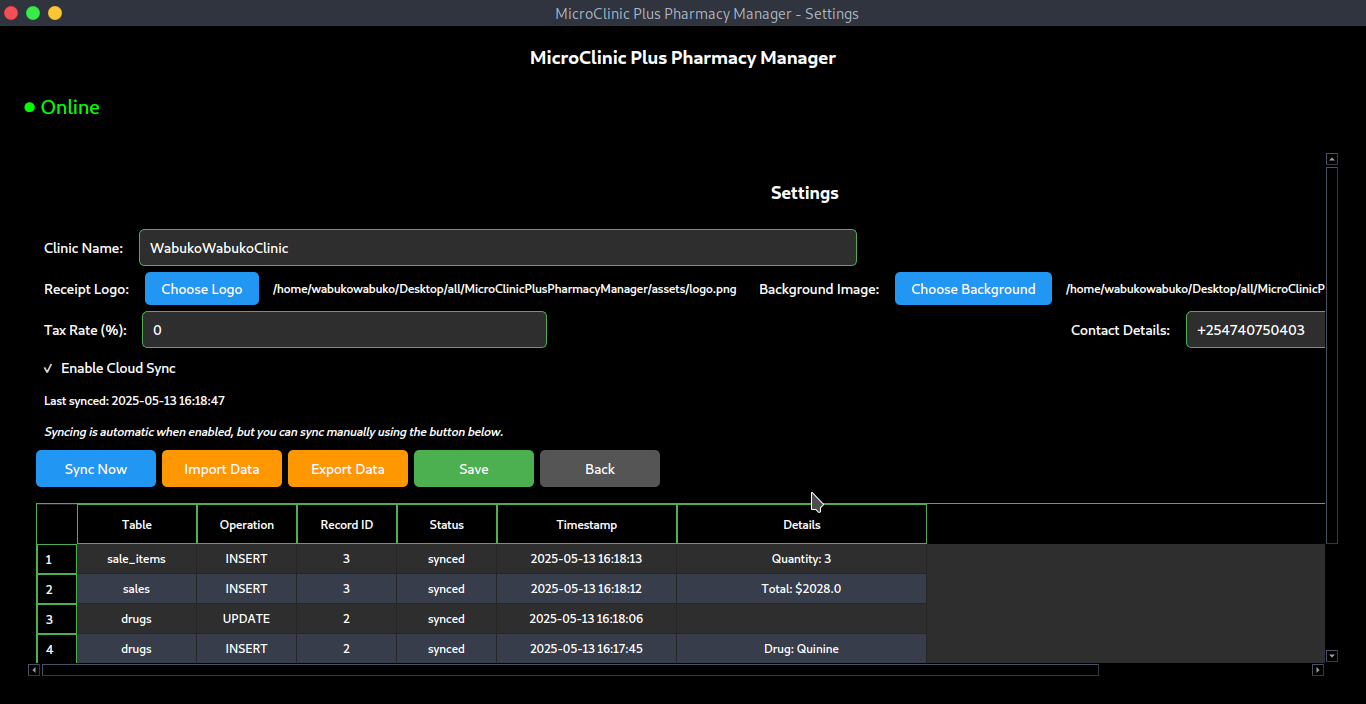 MicroClinic Plus Pharmacy Manager - Settings
MicroClinic Plus Pharmacy Manager
Online
Settings
Clinic Name: WabukoWabukoClinic
Receipt Logo: Choose Logo /home/wabukowabuko/Desktop/all/MicroClinicPlusPharmacyManager/assets/logo.png Background Image: Choose Background /home/wabukowabuko/Desktop/all/MicroClinicP
Tax Rate (%): 0 Contact Details: +254740750403
✓ Enable Cloud Sync
Last synced: 2025-05-13 16:18:47
Syncing is automatic when enabled, but you can sync manually using the button below.
Sync Now Import Data Export Data Save Back
Table Operation Record ID Status Timestamp Details
1 sale_items INSERT 3 synced 2025-05-13 16:18:13 Quantity: 3
2 sales INSERT 3 synced 2025-05-13 16:18:12 Total: $2028.0
3 drugs UPDATE 2 synced 2025-05-13 16:18:06
4 drugs INSERT 2 synced 2025-05-13 16:17:45 Drug: Quinine